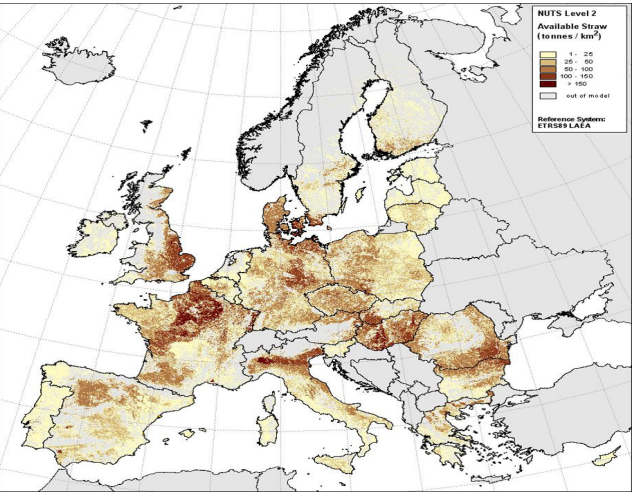 NUTS Level 2
Available Straw
(tonnes / km²)
1 - 25
25 - 50
50 - 100
100 - 150
> 150
out of model
Reference System:
ETRS89 LAEA